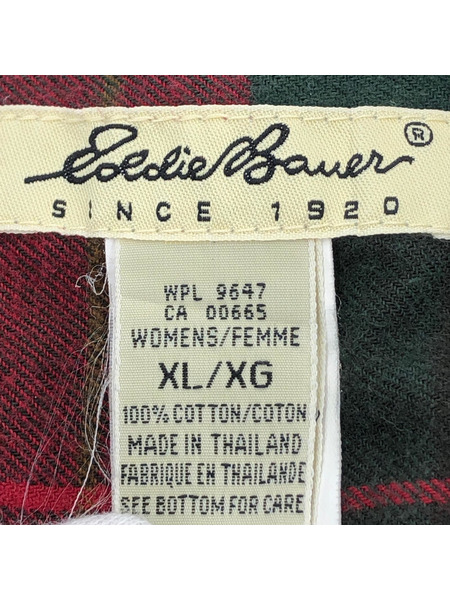 Eddie Bauer®
SINCE 1920
WPL 9647
CA 00665
WOMENS/FEMME
XL/XG
100% COTTON/COTON
MADE IN THAILAND
FABRIQUE EN THAILAND
SEE BOTTOM FOR CARE